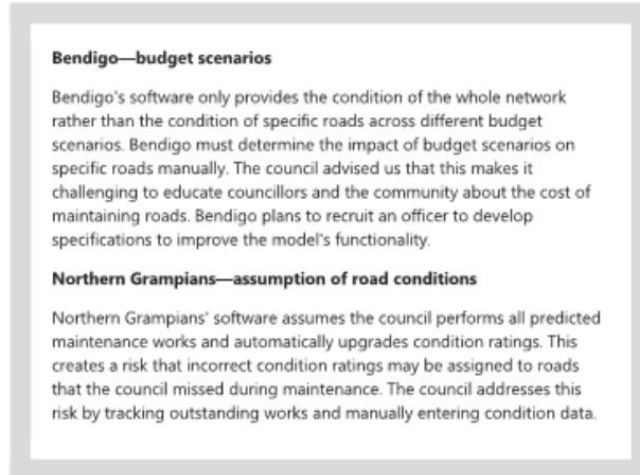 Bendigo—budget scenarios
Bendigo's software only provides the condition of the whole network
rather than the condition of specific roads across different budget
scenarios. Bendigo must determine the impact of budget scenarios on
specific roads manually. The council advised us that this makes it
challenging to educate councillors and the community about the cost of
maintaining roads. Bendigo plans to recruit an officer to develop
specifications to improve the model's functionality.
Northern Grampians—assumption of road conditions
Northern Grampians' software assumes the council performs all predicted
maintenance works and automatically upgrades condition ratings. This
creates a risk that incorrect condition ratings may be assigned to roads
that the council missed during maintenance. The council addresses this
risk by tracking outstanding works and manually entering condition data.